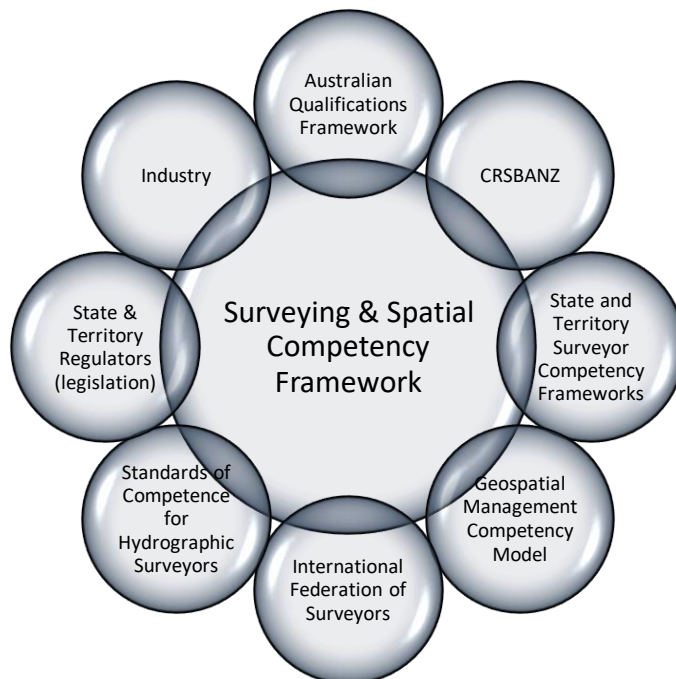 Australian
Qualifications
Framework
CRSBANZ
State and
Territory
Surveyor
Competency
Frameworks
Geospatial
Management
Competency
Model
International
Federation of
Surveyors
Standards of
Competence
for
Hydrographic
Surveyors
State &
Territory
Regulators
(legislation)
Industry
Surveying & Spatial
Competency
Framework